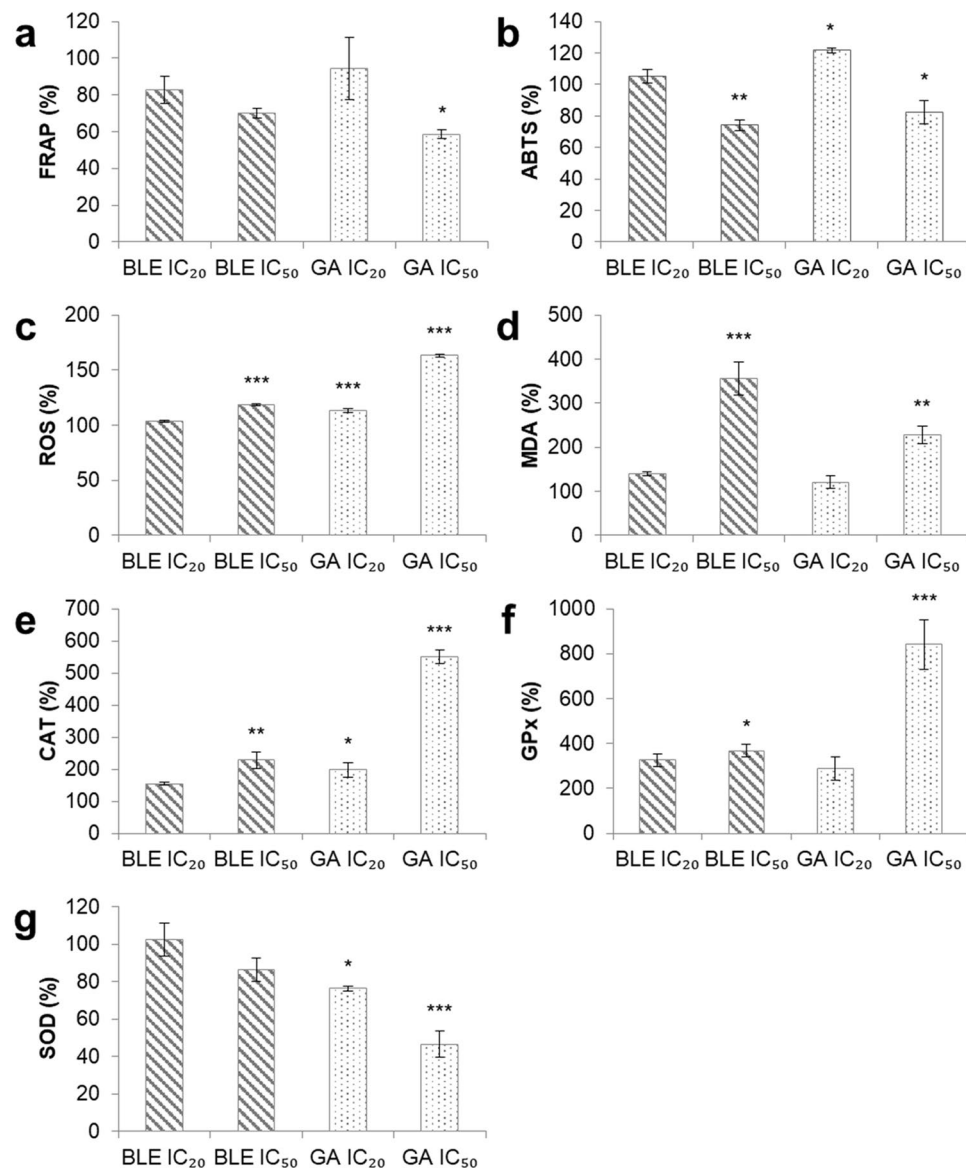 a
FRAP (%)
120
100
80
60
40
20
0
*
BLE IC₂₀ BLE IC₅₀ GA IC₂₀ GA IC₅₀
b
ABTS (%)
140
120
100
80
60
40
20
0
** * *
BLE IC₂₀ BLE IC₅₀ GA IC₂₀ GA IC₅₀
c
ROS (%)
200
150
100
50
0
*** *** ***
BLE IC₂₀ BLE IC₅₀ GA IC₂₀ GA IC₅₀
d
MDA (%)
500
400
300
200
100
0
*** **
BLE IC₂₀ BLE IC₅₀ GA IC₂₀ GA IC₅₀
e
CAT (%)
700
600
500
400
300
200
100
0
** * ***
BLE IC₂₀ BLE IC₅₀ GA IC₂₀ GA IC₅₀
f
GPx (%)
1000
800
600
400
200
0
* ***
BLE IC₂₀ BLE IC₅₀ GA IC₂₀ GA IC₅₀
g
SOD (%)
120
100
80
60
40
20
0
* ***
BLE IC₂₀ BLE IC₅₀ GA IC₂₀ GA IC₅₀